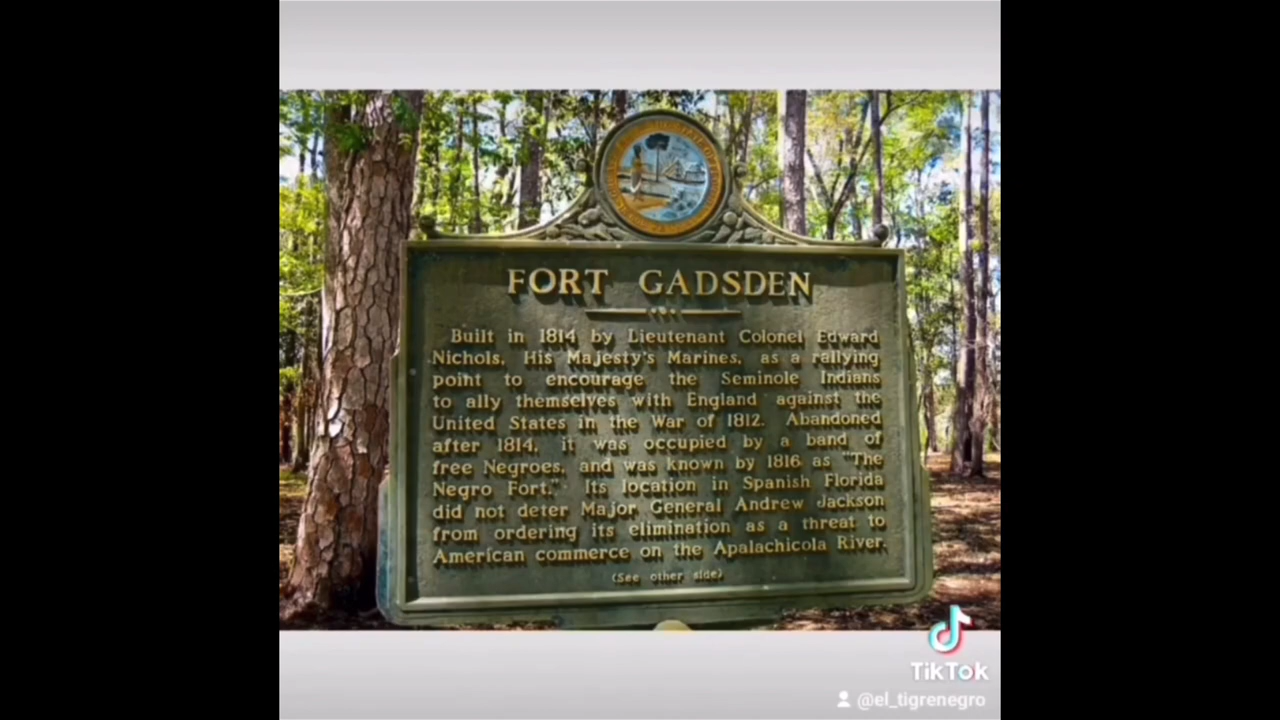 FORT GADSDEN
Built in 1814 by Lieutenant Colonel Edward
Nichols, His Majesty's Marines, as a rallying
point to encourage the Seminole Indians
to ally themselves with England against the
United States in the War of 1812. Abandoned
after 1814, it was occupied by a band of
free Negroes, and was known by 1816 as "The
Negro Fort." Its location in Spanish Florida
did not deter Major General Andrew Jackson
from ordering its elimination as a threat to
American commerce on the Apalachicola River.
(See other side)
TikTok
@el_tigrenegro